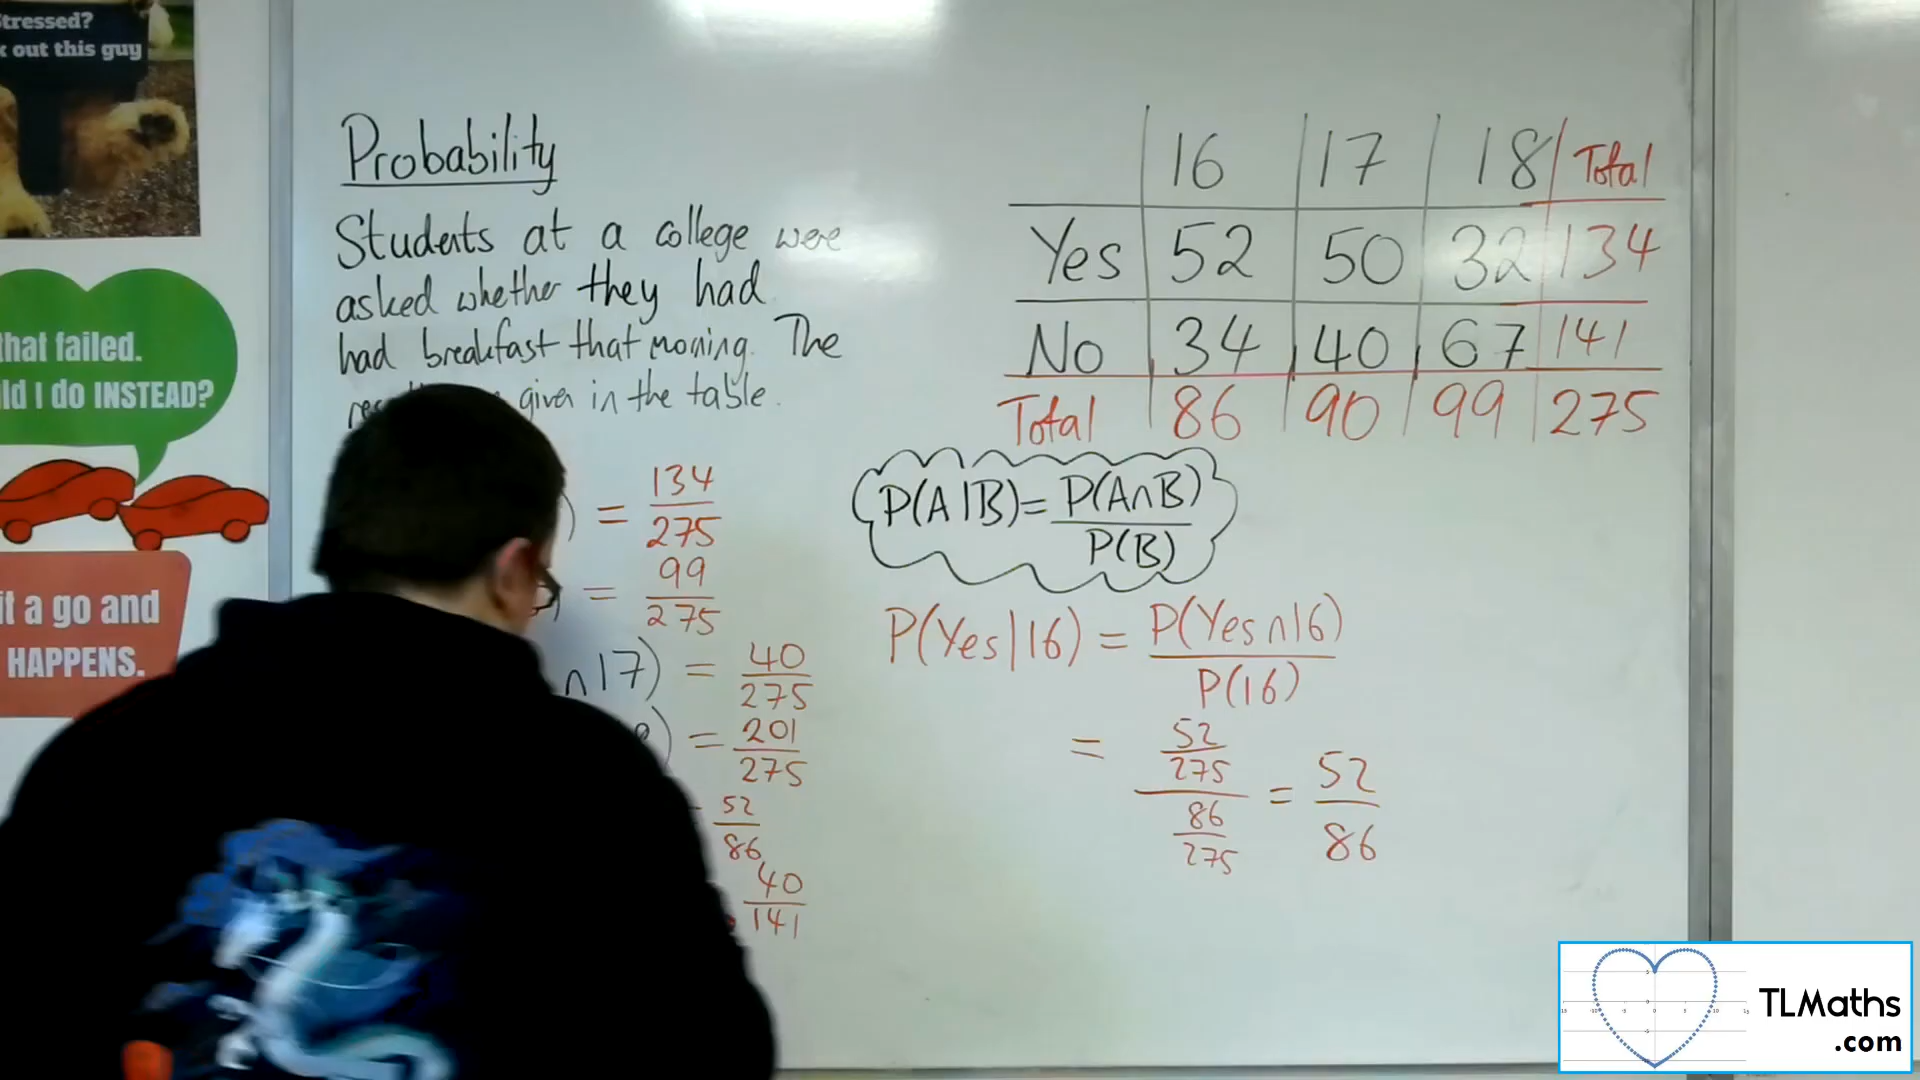 Stressed?
k out this guy
that failed.
ld I do INSTEAD?
it a go and
HAPPENS.
Probability
Students at a college were
asked whether they had
had breakfast that morning. The
given in the table.
) = 134/275
) = 99/275
∩17) = 40/275
) = 201/275
52/86
40/141
16 17 18 Total
Yes 52 50 32 134
No 34 40 67 141
Total 86 90 99 275
P(A|B) = P(A∩B)/P(B)
P(Yes|16) = P(Yes∩16)/P(16)
= 52/275 / 86/275 = 52/86
TLMaths
.com